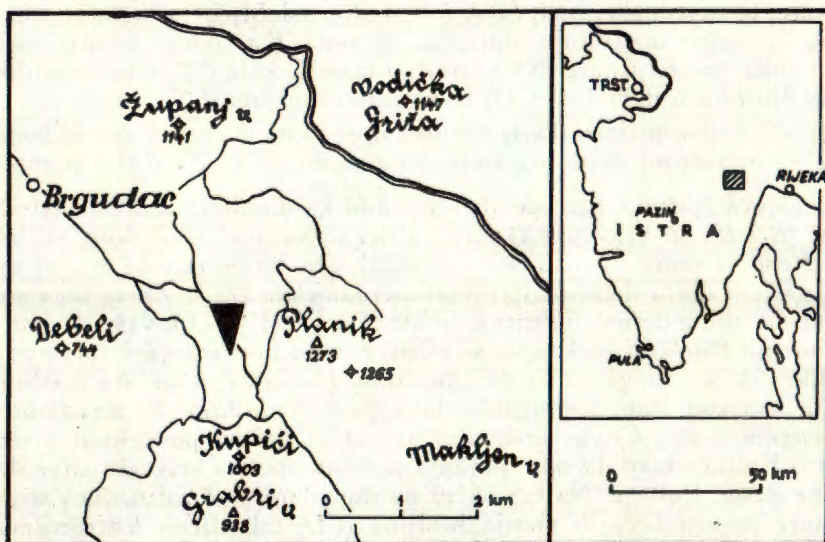 Županj v.
1141
Vodička
1147
Griža
Brgudac
Debeli
744
Planik
1273
1265
Kupići
1003
Grabri v.
928
Mahljen v.
0 1 2 km
TRST
RIJEKA
PAZIN
ISTRA
PULA
0 50 km